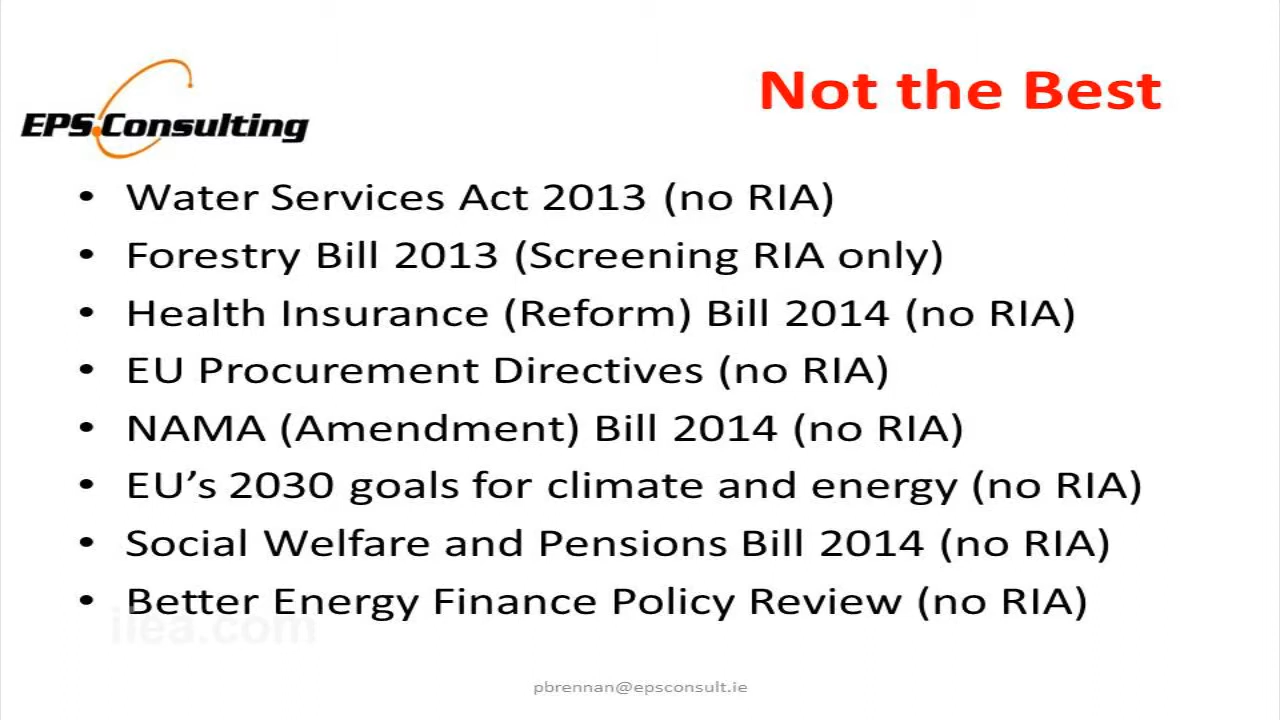 Not the Best
EPS Consulting
• Water Services Act 2013 (no RIA)
• Forestry Bill 2013 (Screening RIA only)
• Health Insurance (Reform) Bill 2014 (no RIA)
• EU Procurement Directives (no RIA)
• NAMA (Amendment) Bill 2014 (no RIA)
• EU’s 2030 goals for climate and energy (no RIA)
• Social Welfare and Pensions Bill 2014 (no RIA)
• Better Energy Finance Policy Review (no RIA)
ilea.com
pbrennan@epsconsult.ie